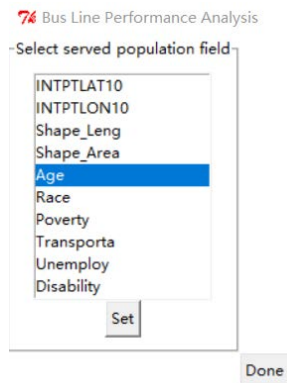 Bus Line Performance Analysis
Select served population field
INTPTLAT10
INTPTLON10
Shape_Leng
Shape_Area
Age
Race
Poverty
Transporta
Unemploy
Disability
Set
Done